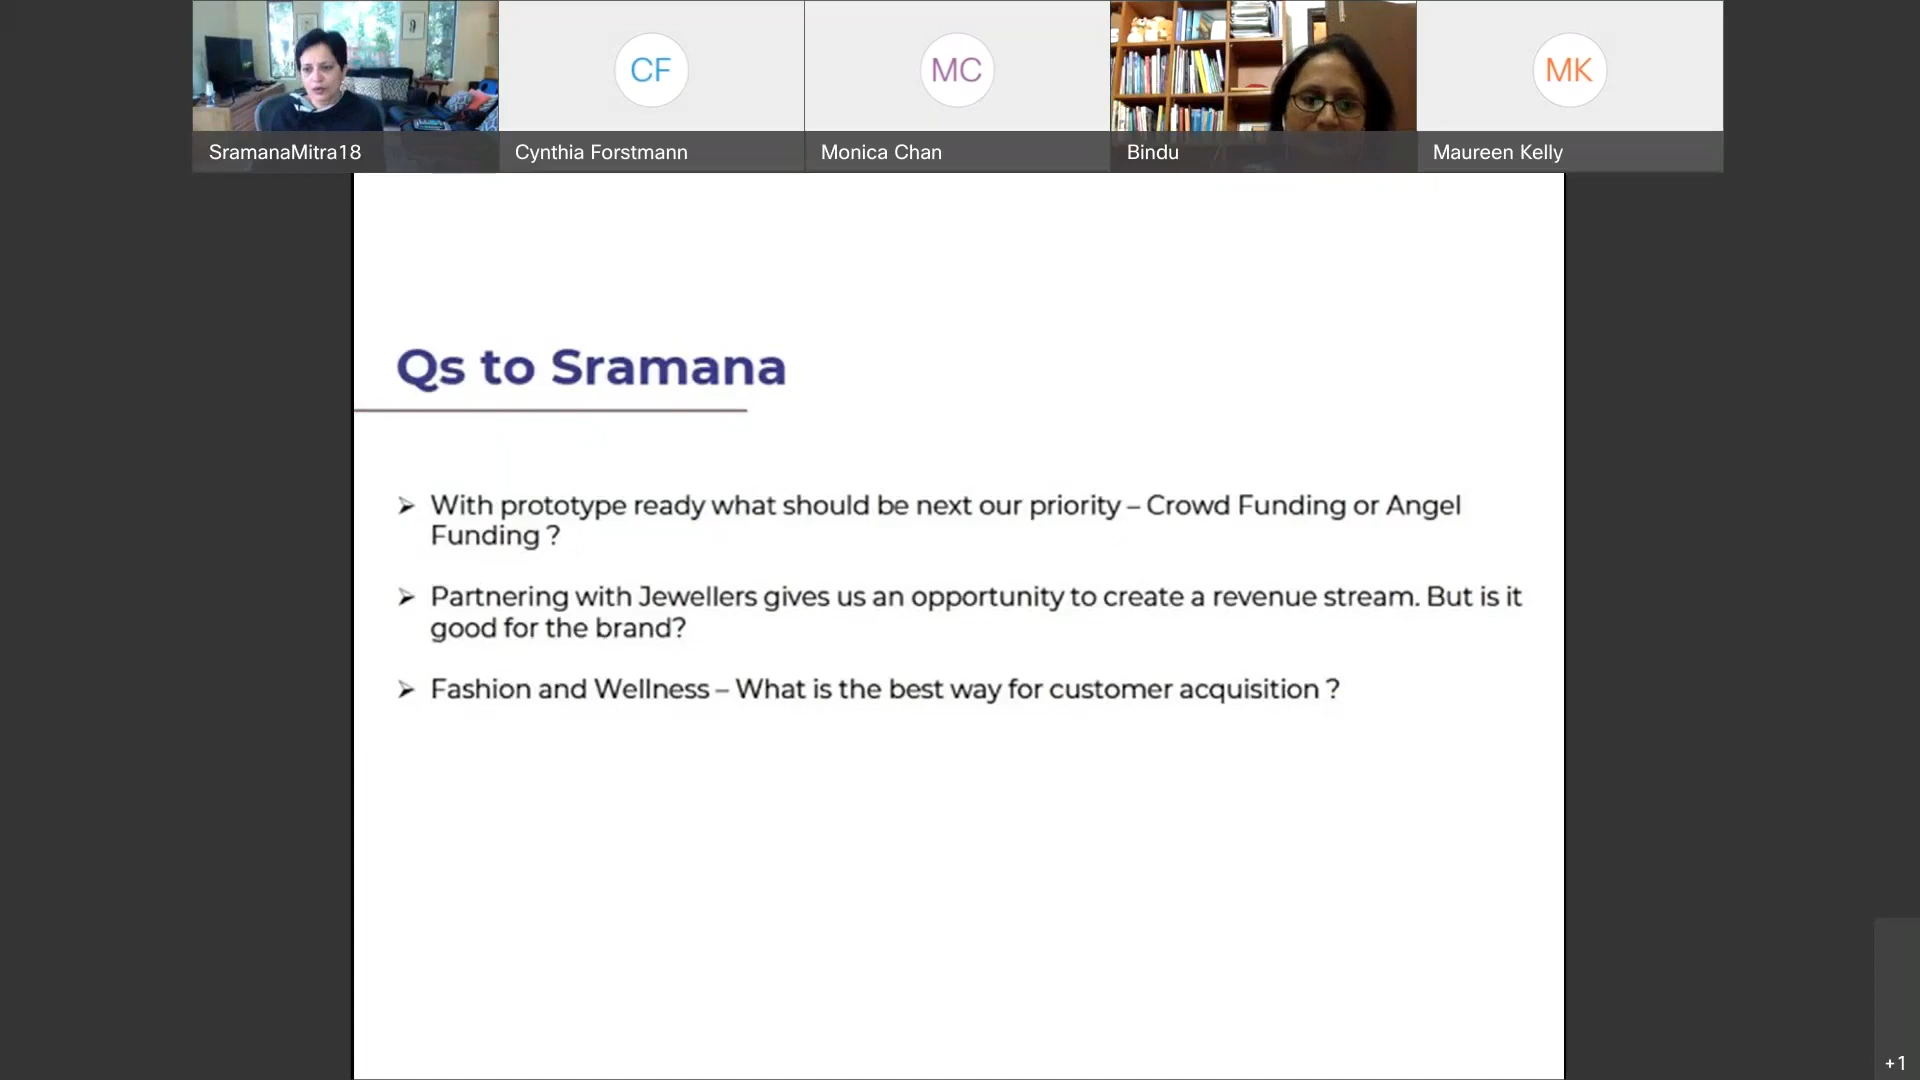 CF
MC
MK
SramanaMitra18
Cynthia Forstmann
Monica Chan
Bindu
Maureen Kelly
Qs to Sramana
➢ With prototype ready what should be next our priority – Crowd Funding or Angel
Funding ?
➢ Partnering with Jewellers gives us an opportunity to create a revenue stream. But is it
good for the brand?
➢ Fashion and Wellness – What is the best way for customer acquisition ?
+1